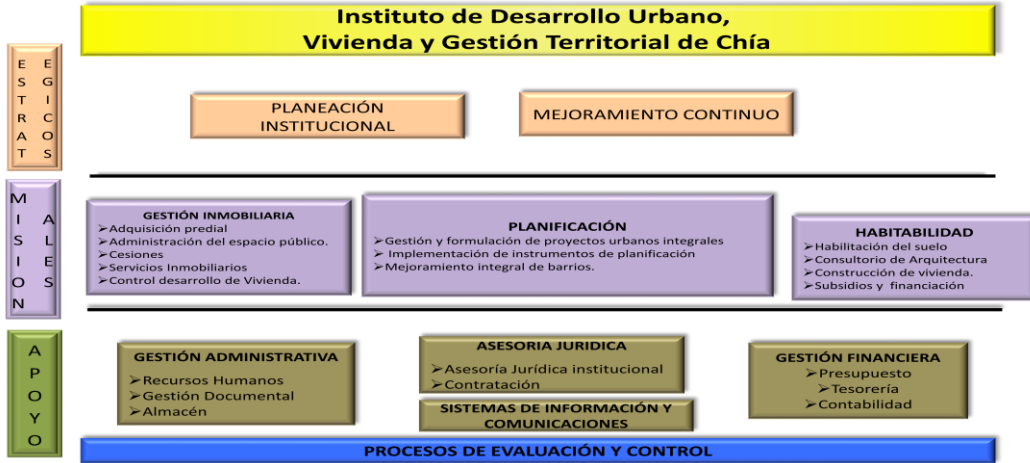 Instituto de Desarrollo Urbano,
Vivienda y Gestión Territorial de Chía
ESTRATEGICOS
PLANEACIÓN
INSTITUCIONAL
MEJORAMIENTO CONTINUO
MISIONALES
GESTIÓN INMOBILIARIA
➢Adquisición predial
➢Administración del espacio público.
➢Cesiones
➢Servicios Inmobiliarios
➢Control desarrollo de Vivienda.
PLANIFICACIÓN
➢Gestión y formulación de proyectos urbanos integrales
➢ Implementación de instrumentos de planificación
➢Mejoramiento integral de barrios.
HABITABILIDAD
➢Habilitación del suelo
➢Consultorio de Arquitectura
➢Construcción de vivienda.
➢Subsidios y financiación
APOYO
GESTIÓN ADMINISTRATIVA
➢Recursos Humanos
➢Gestión Documental
➢Almacén
ASESORIA JURIDICA
➢Asesoría Jurídica institucional
➢Contratación
SISTEMAS DE INFORMACIÓN Y
COMUNICACIONES
GESTIÓN FINANCIERA
➢Presupuesto
➢Tesorería
➢Contabilidad
PROCESOS DE EVALUACIÓN Y CONTROL